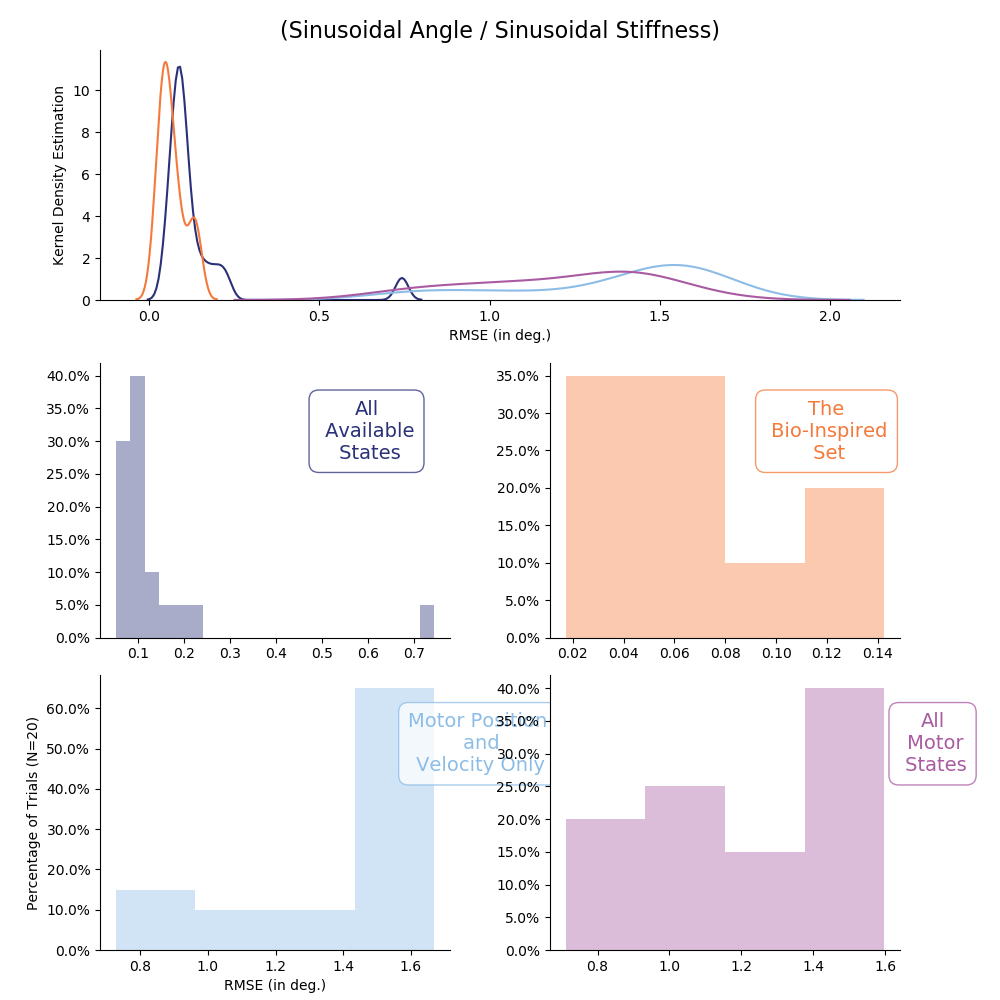 (Sinusoidal Angle / Sinusoidal Stiffness)
Kernel Density Estimation
10
8
6
4
2
0
0.0 0.5 1.0 1.5 2.0
RMSE (in deg.)
40.0%
35.0%
30.0%
25.0%
20.0%
15.0%
10.0%
5.0%
0.0%
All
Available
States
0.1 0.2 0.3 0.4 0.5 0.6 0.7
35.0%
30.0%
25.0%
20.0%
15.0%
10.0%
5.0%
0.0%
The
Bio-Inspired
Set
0.02 0.04 0.06 0.08 0.10 0.12 0.14
Percentage of Trials (N=20)
60.0%
50.0%
40.0%
30.0%
20.0%
10.0%
0.0%
Motor Position
and
Velocity Only
0.8 1.0 1.2 1.4 1.6
RMSE (in deg.)
40.0%
35.0%
30.0%
25.0%
20.0%
15.0%
10.0%
5.0%
0.0%
All
Motor
States
0.8 1.0 1.2 1.4 1.6